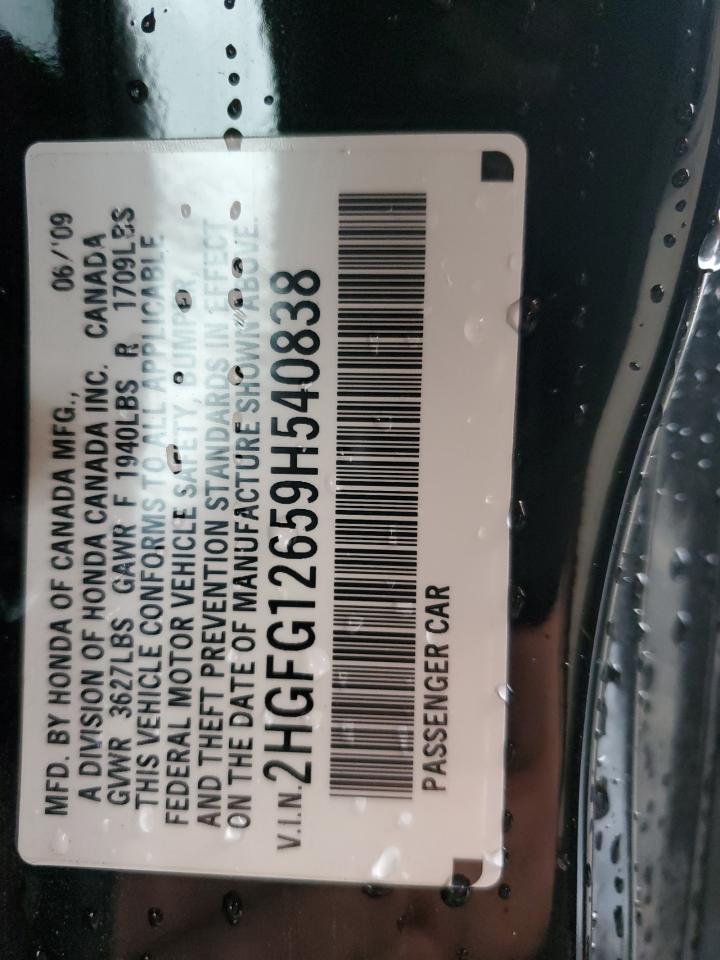 MFD. BY HONDA OF CANADA MFG., 06/'09
A DIVISION OF HONDA CANADA INC. CANADA
GVWR 3627LBS GAWR F 1940LBS R 1709LBS
THIS VEHICLE CONFORMS TO ALL APPLICABLE
FEDERAL MOTOR VEHICLE SAFETY, BUMPER,
AND THEFT PREVENTION STANDARDS IN EFFECT
ON THE DATE OF MANUFACTURE SHOWN ABOVE.
V.I.N. 2HGFG12659H540838
PASSENGER CAR